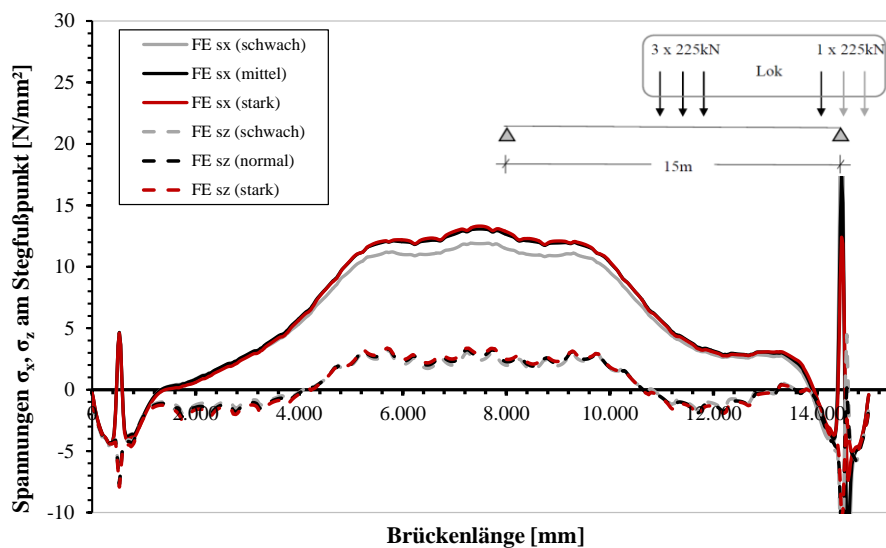 Spannungen σx, σz am Stegfußpunkt [N/mm²]
30
25
20
15
10
5
0
-5
-10
FE sx (schwach)
FE sx (mittel)
FE sx (stark)
FE sz (schwach)
FE sz (normal)
FE sz (stark)
3 x 225kN
1 x 225kN
Lok
15m
0
2.000
4.000
6.000
8.000
10.000
12.000
14.000
Brückenlänge [mm]